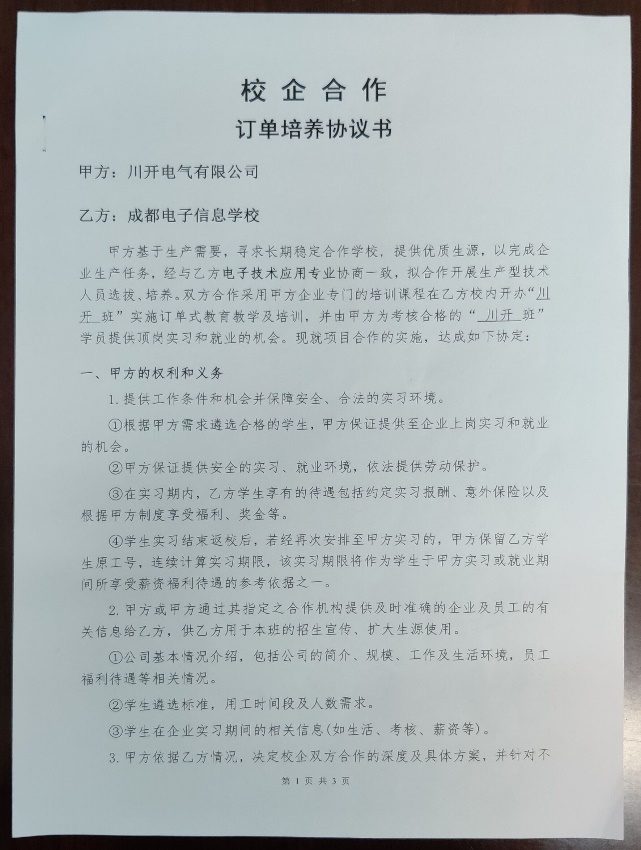 校企合作
订单培养协议书
甲方：川开电气有限公司
乙方：成都电子信息学校
甲方基于生产需要，寻求长期稳定合作学校，提供优质生源，以完成企
业生产任务，经与乙方电子技术应用专业协商一致，拟合作开展生产型技术
人员选拔、培养。双方合作采用甲方企业专门的培训课程在乙方校内开办“川
开 班”实施订单式教育教学及培训，并由甲方为考核合格的“ 川开 班”
学员提供顶岗实习和就业的机会。现就项目合作的实施，达成如下协定：
一、甲方的权利和义务
1.提供工作条件和机会并保障安全、合法的实习环境。
①根据甲方需求遴选合格的学生，甲方保证提供至企业上岗实习和就业
的机会。
②甲方保证提供安全的实习、就业环境，依法提供劳动保护。
③在实习期内，乙方学生享有的待遇包括约定实习报酬、意外保险以及
根据甲方制度享受福利、奖金等。
④学生实习结束返校后，若经再次安排至甲方实习的，甲方保留乙方学
生原工号，连续计算实习期限，该实习期限将作为学生于甲方实习或就业期
间所享受薪资福利待遇的参考依据之一。
2.甲方或甲方通过其指定之合作机构提供及时准确的企业及员工的有
关信息给乙方，供乙方用于本班的招生宣传、扩大生源使用。
①公司基本情况介绍，包括公司的简介、规模、工作及生活环境，员工
福利待遇等相关情况。
②学生遴选标准，用工时间段及人数需求。
③学生在企业实习期间的相关信息(如生活、考核、薪资等)。
3.甲方依据乙方情况，决定校企双方合作的深度及具体方案，并针对不
第 1 页 共 3 页